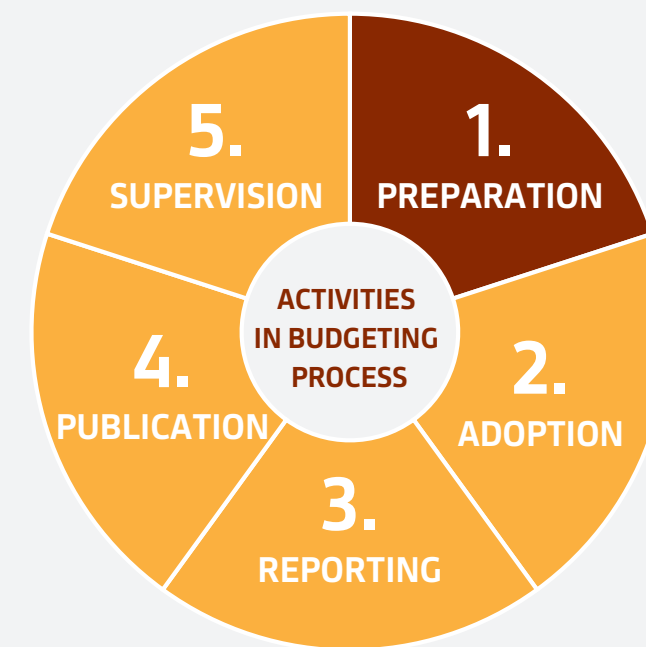 ACTIVITIES
IN BUDGETING
PROCESS
1.
PREPARATION
2.
ADOPTION
3.
REPORTING
4.
PUBLICATION
5.
SUPERVISION